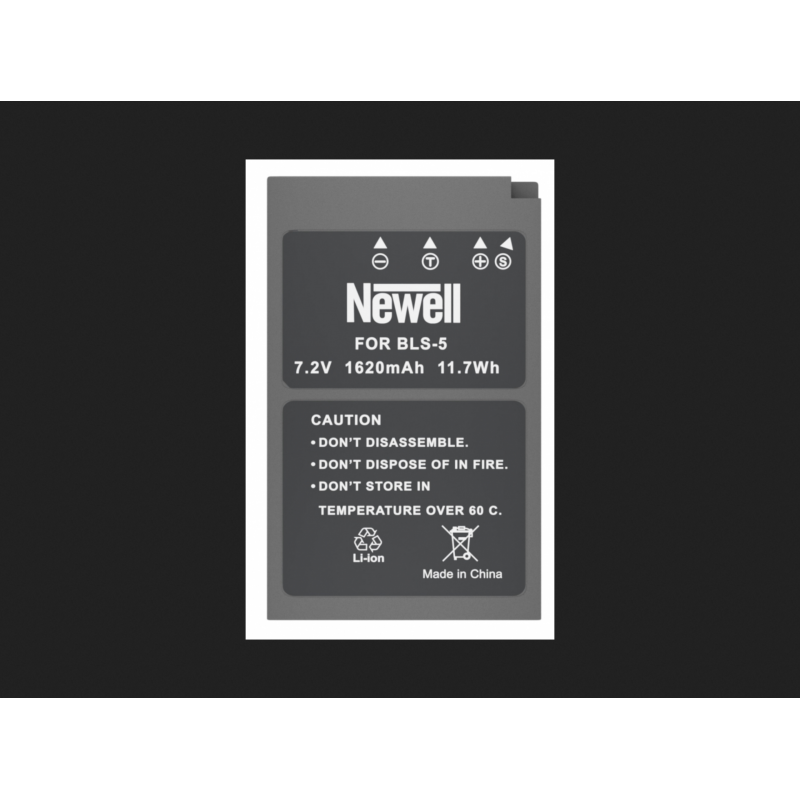 − T + S
Newell
FOR BLS-5
7.2V 1620mAh 11.7Wh
CAUTION
•DON'T DISASSEMBLE.
•DON'T DISPOSE OF IN FIRE.
•DON'T STORE IN
TEMPERATURE OVER 60 C.
Li-ion
Made in China